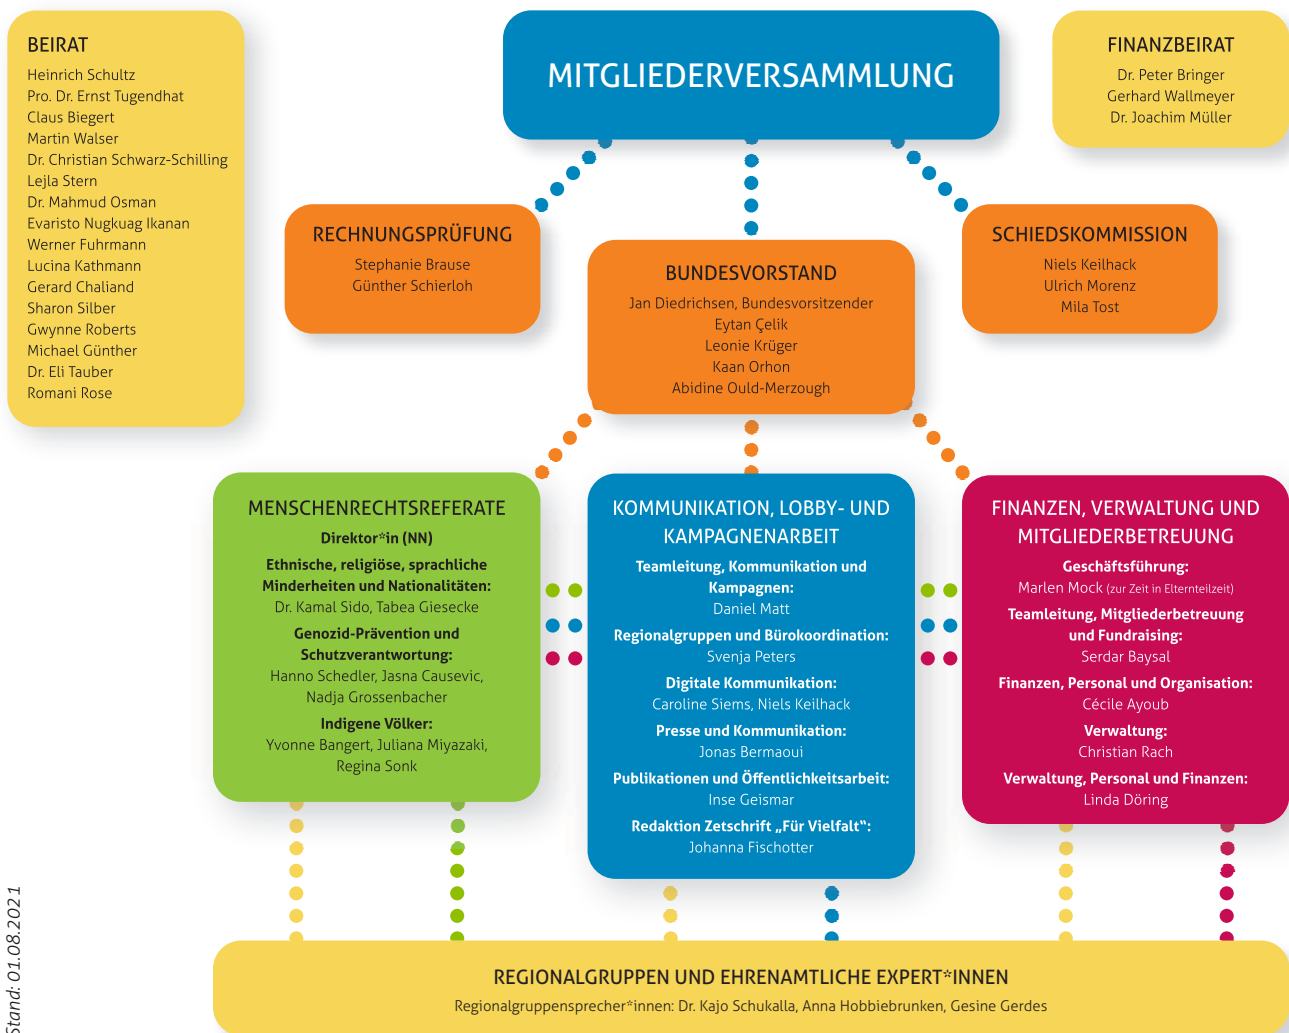 BEIRAT
Heinrich Schultz
Pro. Dr. Ernst Tugendhat
Claus Biegert
Martin Walser
Dr. Christian Schwarz-Schilling
Lejla Stern
Dr. Mahmud Osman
Evaristo Nugkuag Ikanan
Werner Fuhrmann
Lucina Kathmann
Gerard Chaliand
Sharon Silber
Gwynne Roberts
Michael Günther
Dr. Eli Tauber
Romani Rose
MITGLIEDERVERSAMMLUNG
FINANZBEIRAT
Dr. Peter Bringer
Gerhard Wallmeyer
Dr. Joachim Müller
RECHNUNGSPRÜFUNG
Stephanie Brause
Günther Schierloh
BUNDESVORSTAND
Jan Diedrichsen, Bundesvorsitzender
Eytan Çelik
Leonie Krüger
Kaan Orhon
Abidine Ould-Merzough
SCHIEDSKOMMISSION
Niels Keilhack
Ulrich Morenz
Mila Tost
MENSCHENRECHTSREFERATE
Direktor*in (NN)
Ethnische, religiöse, sprachliche
Minderheiten und Nationalitäten:
Dr. Kamal Sido, Tabea Giesecke
Genozid-Prävention und
Schutzverantwortung:
Hanno Schedler, Jasna Causevic,
Nadja Grossenbacher
Indigene Völker:
Yvonne Bangert, Juliana Miyazaki,
Regina Sonk
KOMMUNIKATION, LOBBY- UND
KAMPAGNENARBEIT
Teamleitung, Kommunikation und
Kampagnen:
Daniel Matt
Regionalgruppen und Bürokoordination:
Svenja Peters
Digitale Kommunikation:
Caroline Siems, Niels Keilhack
Presse und Kommunikation:
Jonas Bermaoui
Publikationen und Öffentlichkeitsarbeit:
Inse Geismar
Redaktion Zetschrift „Für Vielfalt“:
Johanna Fischotter
FINANZEN, VERWALTUNG UND
MITGLIEDERBETREUUNG
Geschäftsführung:
Marlen Mock (zur Zeit in Elternteilzeit)
Teamleitung, Mitgliederbetreuung
und Fundraising:
Serdar Baysal
Finanzen, Personal und Organisation:
Cécile Ayoub
Verwaltung:
Christian Rach
Verwaltung, Personal und Finanzen:
Linda Döring
REGIONALGRUPPEN UND EHRENAMTLICHE EXPERT*INNEN
Regionalgruppensprecher*innen: Dr. Kajo Schukalla, Anna Hobbiebrunken, Gesine Gerdes
Stand: 01.08.2021